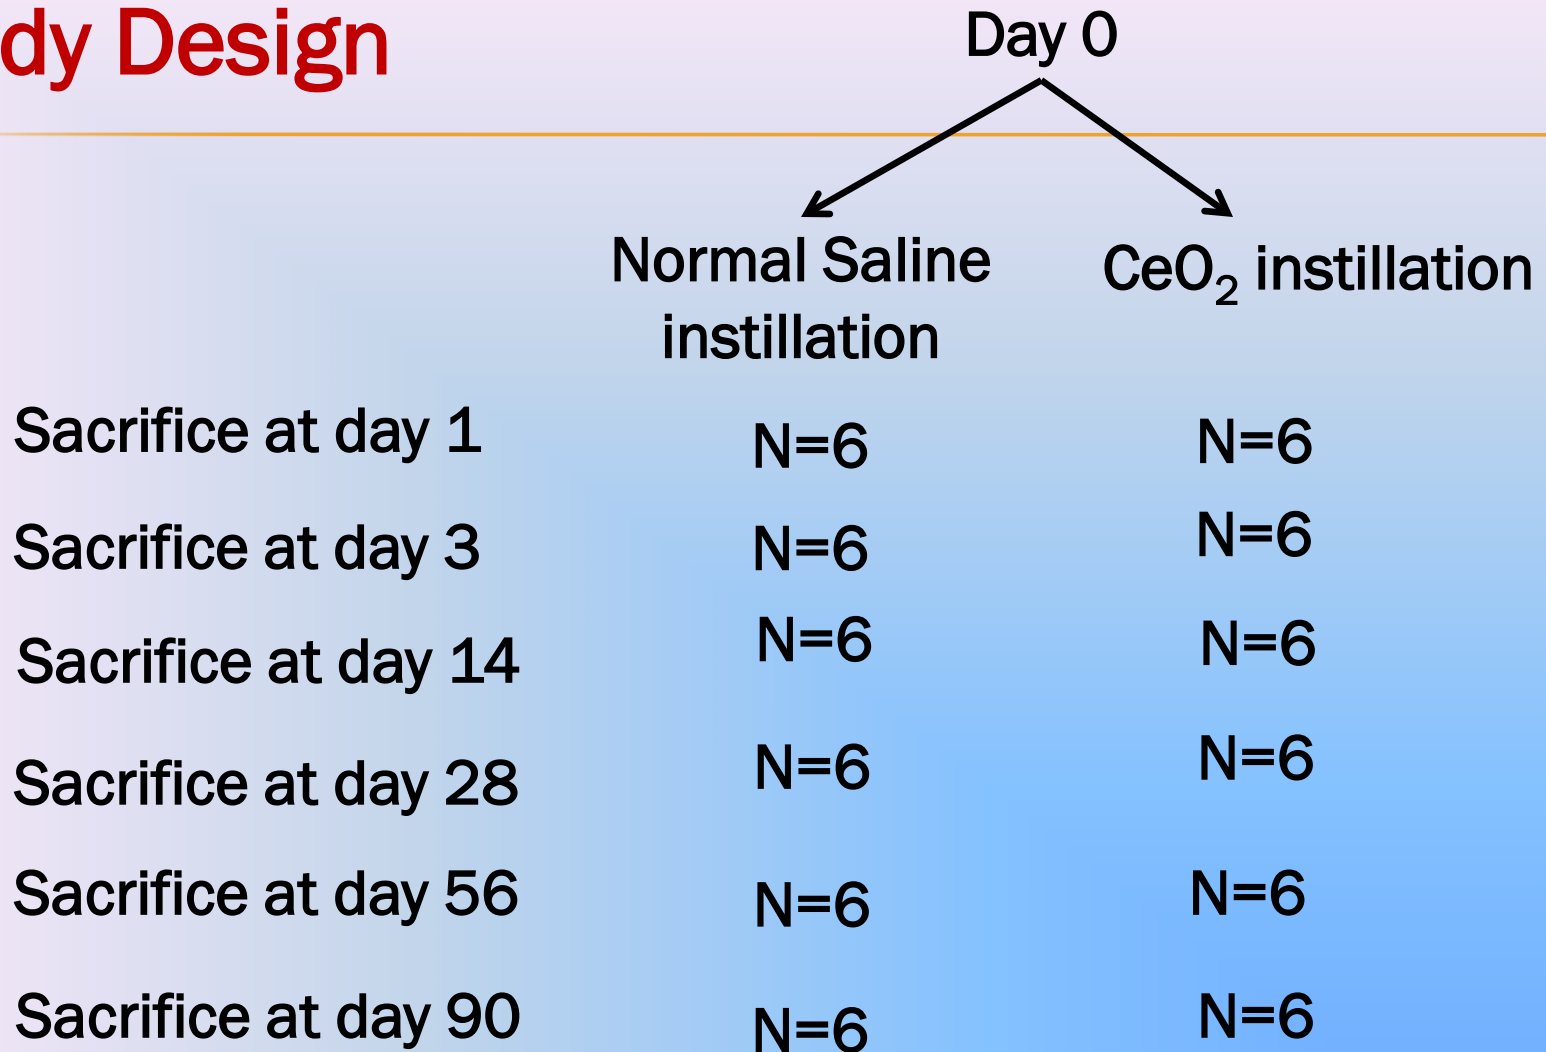 dy Design
Day 0
Normal Saline
instillation
CeO₂ instillation
Sacrifice at day 1 N=6 N=6
Sacrifice at day 3 N=6 N=6
Sacrifice at day 14 N=6 N=6
Sacrifice at day 28 N=6 N=6
Sacrifice at day 56 N=6 N=6
Sacrifice at day 90 N=6 N=6